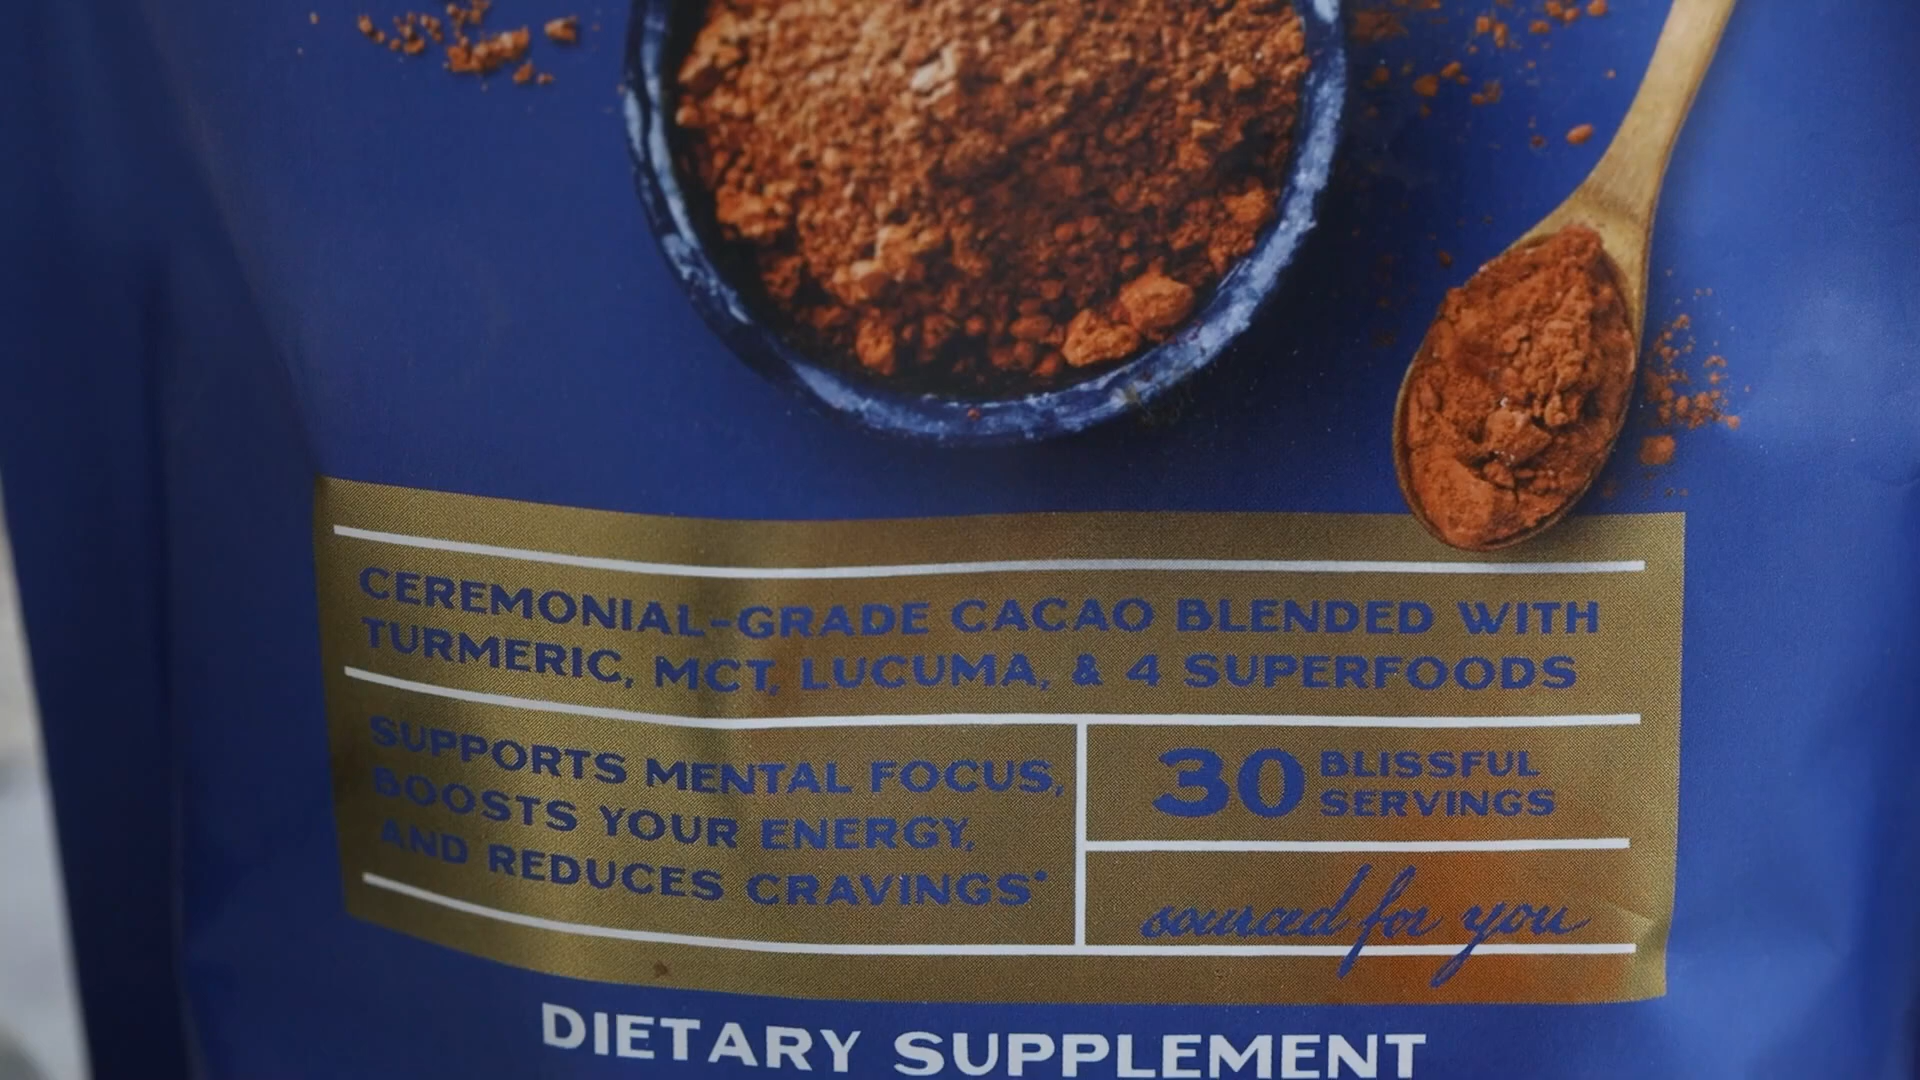 CEREMONIAL-GRADE CACAO BLENDED WITH
TURMERIC, MCT, LUCUMA, & 4 SUPERFOODS
SUPPORTS MENTAL FOCUS,
BOOSTS YOUR ENERGY,
AND REDUCES CRAVINGS*
30 BLISSFUL
SERVINGS
sourced for you
DIETARY SUPPLEMENT